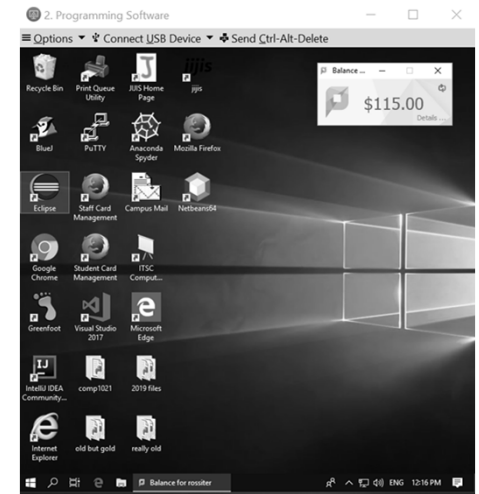 2. Programming Software
Options Connect USB Device Send Ctrl-Alt-Delete
jijis
Recycle Bin
Print Queue
Utility
J
JIJIS Home
Page
jijis
Balance ...
$115.00
Details ...
BlueJ
PuTTY
Anaconda
Spyder
Mozilla Firefox
Eclipse
Staff Card
Management
Campus Mail
Netbeans64
Google
Chrome
Student Card
Management
ITSC
Comput...
Greenfoot
Visual Studio
2017
Microsoft
Edge
IJ
IntelliJ IDEA
Community...
comp1021
2019 files
Internet
Explorer
old but gold
really old
Balance for rossiter
ENG
12:16 PM